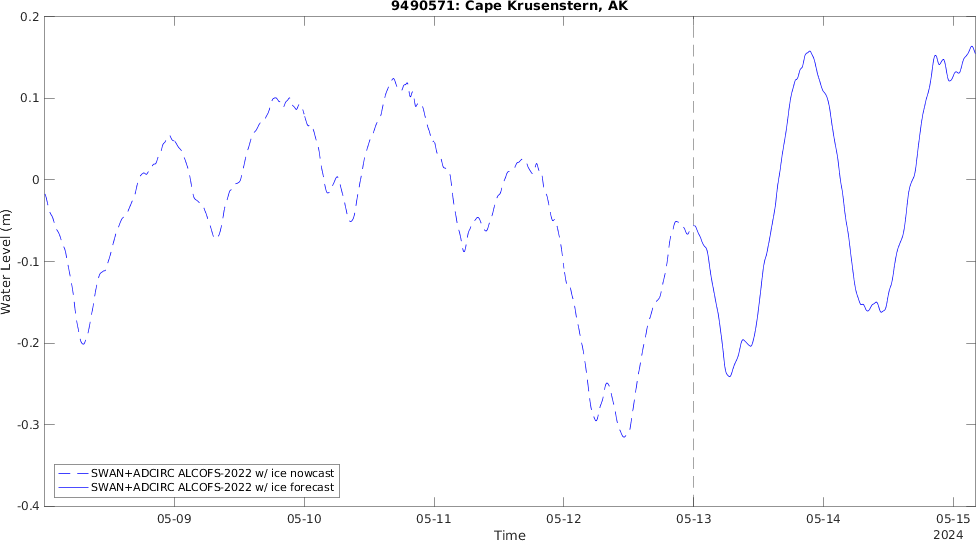 9490571: Cape Krusenstern, AK
0.2
0.1
0
-0.1
-0.2
-0.3
-0.4
Water Level (m)
SWAN+ADCIRC ALCOFS-2022 w/ ice nowcast
SWAN+ADCIRC ALCOFS-2022 w/ ice forecast
05-09 05-10 05-11 05-12 05-13 05-14 05-15
Time 2024